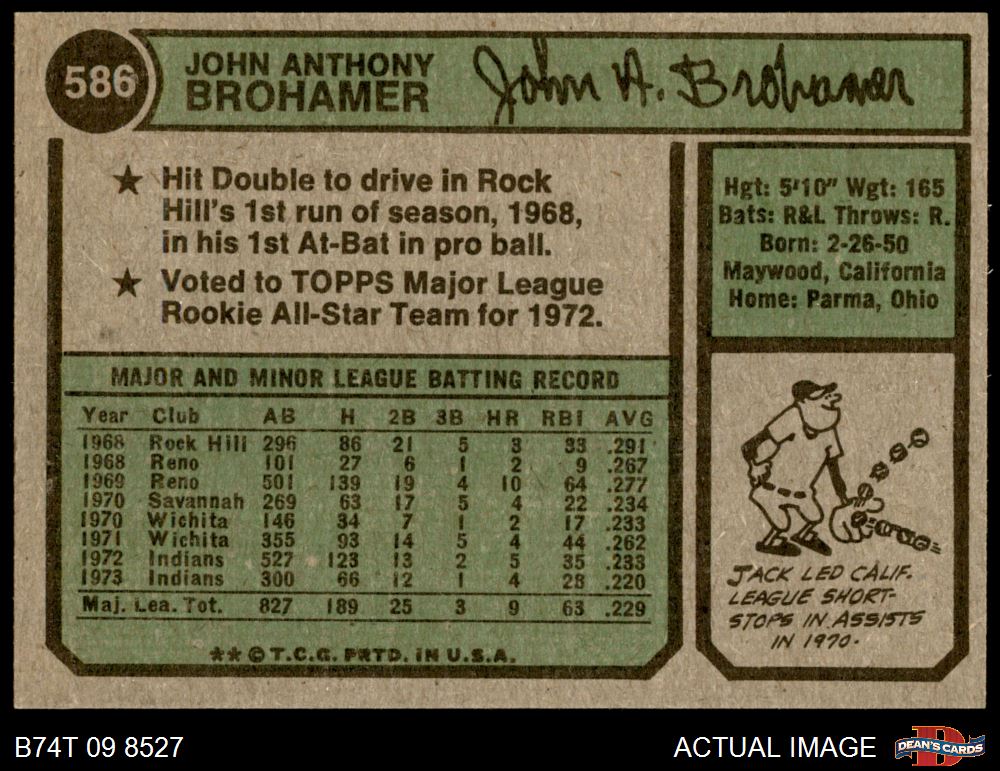 586
JOHN ANTHONY
BROHAMER
John A. Brohamer
★ Hit Double to drive in Rock
Hill's 1st run of season, 1968,
in his 1st At-Bat in pro ball.
★ Voted to TOPPS Major League
Rookie All-Star Team for 1972.
Hgt: 5'10" Wgt: 165
Bats: R&L Throws: R.
Born: 2-26-50
Maywood, California
Home: Parma, Ohio
MAJOR AND MINOR LEAGUE BATTING RECORD
Year Club AB H 2B 3B HR RBI AVG
1968 Rock Hill 296 86 21 5 3 33 .291
1968 Reno 101 27 6 1 2 9 .267
1969 Reno 501 139 19 4 10 64 .277
1970 Savannah 269 63 17 5 4 22 .234
1970 Wichita 146 34 7 1 2 17 .233
1971 Wichita 355 93 14 5 4 44 .262
1972 Indians 527 123 13 2 5 35 .233
1973 Indians 300 66 12 1 4 28 .220
Maj. Lea. Tot. 827 189 25 3 9 63 .229
★★ © T.C.G. PRTD. IN U.S.A.
JACK LED CALIF.
LEAGUE SHORT-
STOPS IN ASSISTS
IN 1970.
B74T 09 8527
ACTUAL IMAGE
DEAN'S CARDS